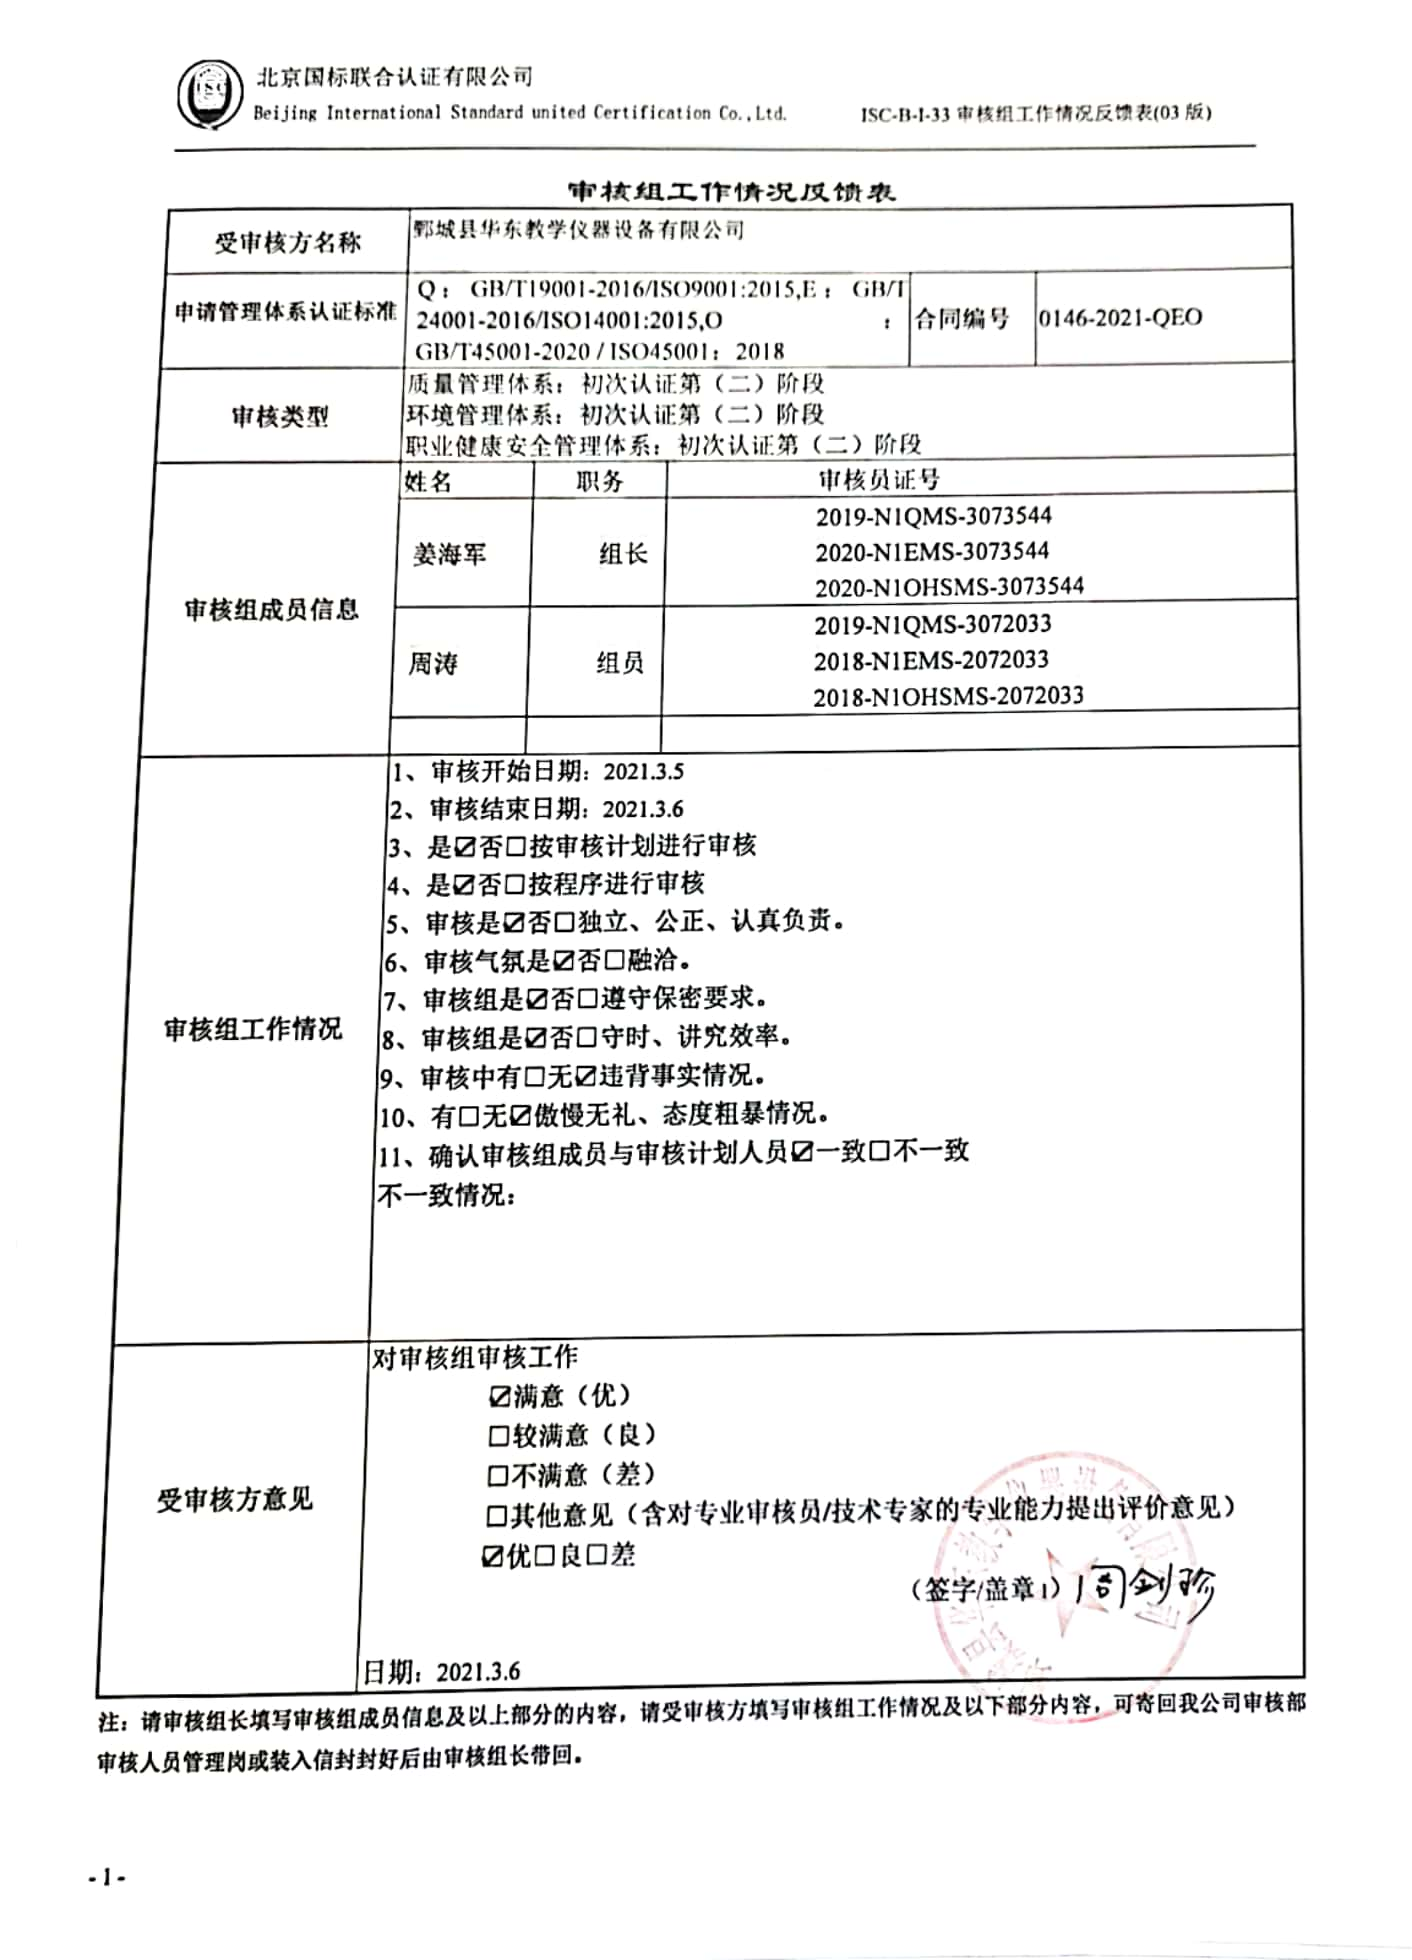 北京国标联合认证有限公司
Beijing International Standard united Certification Co.,Ltd.
ISC-B-I-33 审核组工作情况反馈表(03 版)
审核组工作情况反馈表
受审核方名称
鄄城县华东教学仪器设备有限公司
申请管理体系认证标准
Q： GB/T19001-2016/ISO9001:2015,E： GB/T
24001-2016/ISO14001:2015,O ：
GB/T45001-2020 / ISO45001：2018
合同编号
0146-2021-QEO
审核类型
质量管理体系：初次认证第（二）阶段
环境管理体系：初次认证第（二）阶段
职业健康安全管理体系：初次认证第（二）阶段
审核组成员信息
姓名 职务 审核员证号
姜海军 组长
2019-N1QMS-3073544
2020-N1EMS-3073544
2020-N1OHSMS-3073544
周涛 组员
2019-N1QMS-3072033
2018-N1EMS-2072033
2018-N1OHSMS-2072033
审核组工作情况
1、审核开始日期：2021.3.5
2、审核结束日期：2021.3.6
3、是☑否□按审核计划进行审核
4、是☑否□按程序进行审核
5、审核是☑否□独立、公正、认真负责。
6、审核气氛是☑否□融洽。
7、审核组是☑否□遵守保密要求。
8、审核组是☑否□守时、讲究效率。
9、审核中有□无☑违背事实情况。
10、有□无☑傲慢无礼、态度粗暴情况。
11、确认审核组成员与审核计划人员☑一致□不一致
不一致情况：
受审核方意见
对审核组审核工作
☑满意（优）
□较满意（良）
□不满意（差）
□其他意见（含对专业审核员/技术专家的专业能力提出评价意见）
☑优□良□差
（签字/盖章）
日期：2021.3.6
注：请审核组长填写审核组成员信息及以上部分的内容，请受审核方填写审核组工作情况及以下部分内容，可寄回我公司审核部
审核人员管理岗或装入信封封好后由审核组长带回。
- 1 -